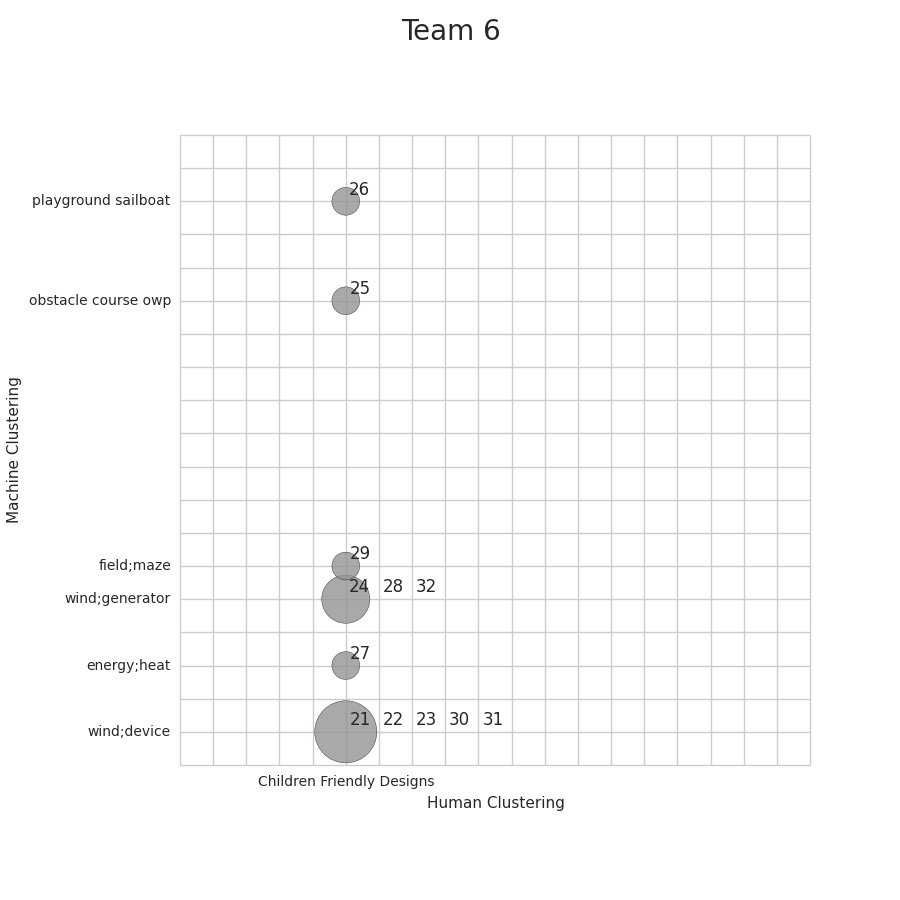 Team 6
playground sailboat
26
obstacle course owp
25
Machine Clustering
field;maze
29
wind;generator
24 28 32
energy;heat
27
wind;device
21 22 23 30 31
Children Friendly Designs
Human Clustering